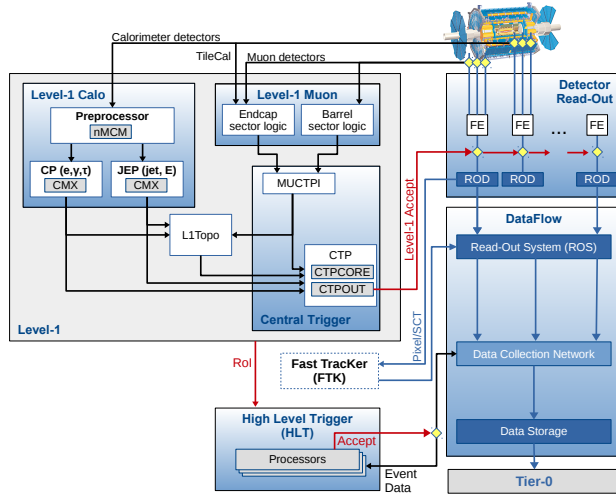 Calorimeter detectors
TileCal
Muon detectors
Level-1 Calo
Preprocessor
nMCM
CP (e,γ,τ)
CMX
JEP (jet, E)
CMX
Level-1 Muon
Endcap
sector logic
Barrel
sector logic
MUCTPI
L1Topo
CTP
CTPCORE
CTPOUT
Central Trigger
Level-1
Level-1 Accept
Detector
Read-Out
FE
FE
...
FE
ROD
ROD
ROD
DataFlow
Read-Out System (ROS)
Data Collection Network
Data Storage
Tier-0
Pixel/SCT
RoI
Fast TracKer
(FTK)
High Level Trigger
(HLT)
Accept
Processors
Event
Data